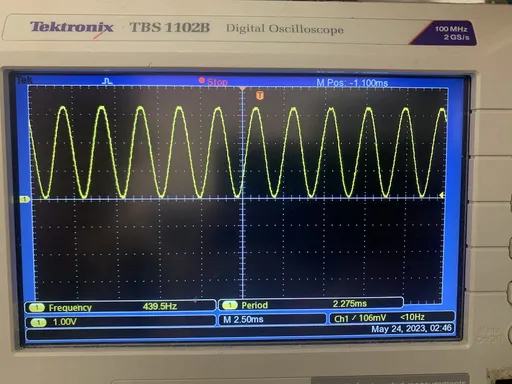 Tektronix TBS 1102B Digital Oscilloscope
100 MHz
2 GS/s
Tek Stop M Pos: -1.100ms
T
1
1 Frequency 439.5Hz 1 Period 2.275ms
1 1.00V M 2.50ms Ch1 / 106mV <10Hz
May 24, 2023, 02:46